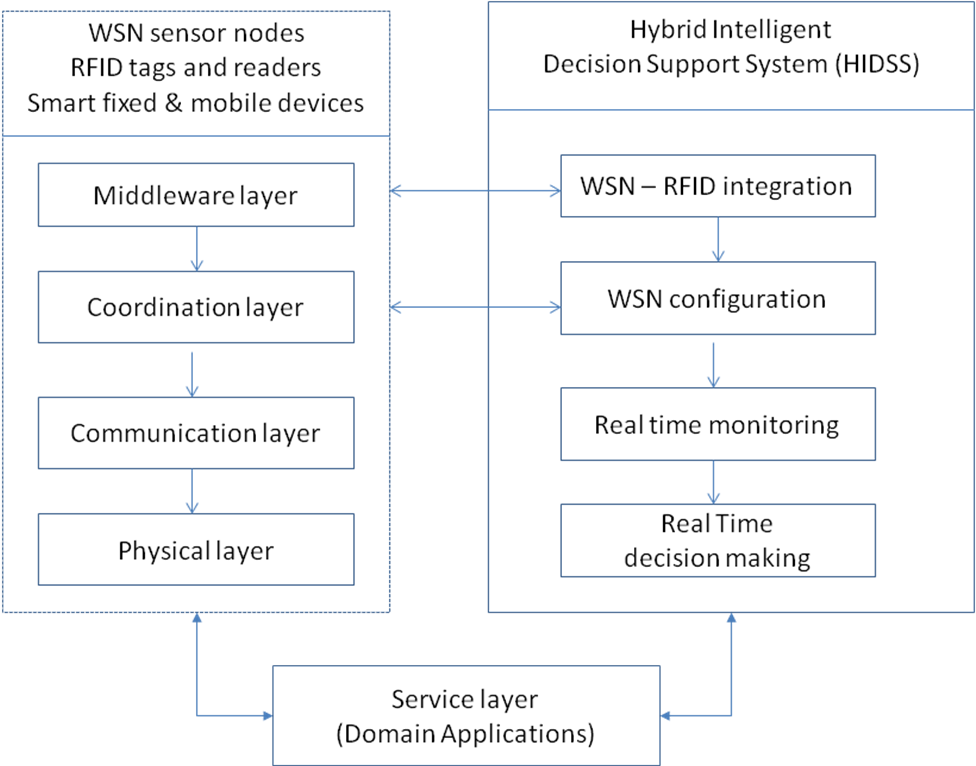 WSN sensor nodes
RFID tags and readers
Smart fixed & mobile devices
Middleware layer
Coordination layer
Communication layer
Physical layer
Hybrid Intelligent
Decision Support System (HIDSS)
WSN – RFID integration
WSN configuration
Real time monitoring
Real Time
decision making
Service layer
(Domain Applications)